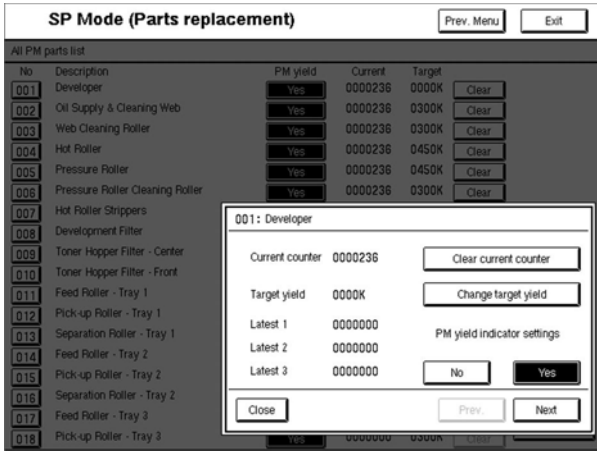 SP Mode (Parts replacement) Prev. Menu Exit
All PM parts list
No Description PM yield Current Target
001 Developer Yes 0000236 0000K Clear
002 Oil Supply & Cleaning Web Yes 0000236 0300K Clear
003 Web Cleaning Roller Yes 0000236 0300K Clear
004 Hot Roller Yes 0000236 0450K Clear
005 Pressure Roller Yes 0000236 0450K Clear
006 Pressure Roller Cleaning Roller Yes 0000236 0300K Clear
007 Hot Roller Strippers
008 Development Filter
009 Toner Hopper Filter - Center
010 Toner Hopper Filter - Front
011 Feed Roller - Tray 1
012 Pick-up Roller - Tray 1
013 Separation Roller - Tray 1
014 Feed Roller - Tray 2
015 Pick-up Roller - Tray 2
016 Separation Roller - Tray 2
017 Feed Roller - Tray 3
018 Pick-up Roller - Tray 3 Yes 0000000 0300K Clear
001: Developer
Current counter 0000236 Clear current counter
Target yield 0000K Change target yield
Latest 1 0000000
PM yield indicator settings
Latest 2 0000000
Latest 3 0000000 No Yes
Close Prev. Next